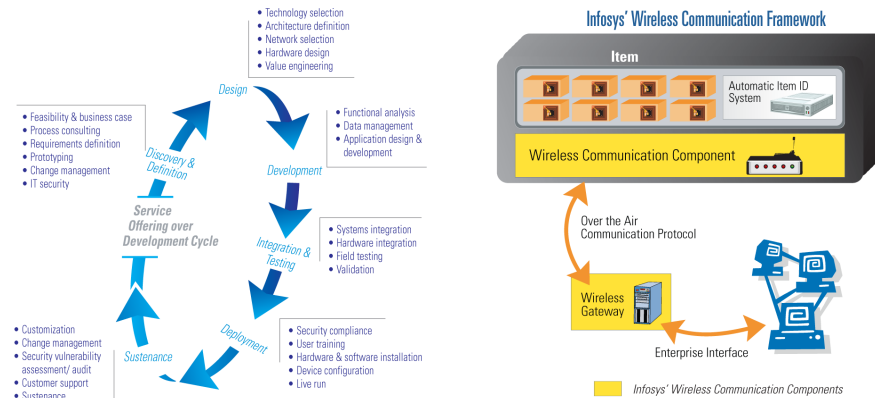 • Technology selection
• Architecture definition
• Network selection
• Hardware design
• Value engineering
Design
• Feasibility & business case
• Process consulting
• Requirements definition
• Prototyping
• Change management
• IT security
Discovery &
Definition
• Functional analysis
• Data management
• Application design &
development
Development
Service
Offering over
Development Cycle
• Systems integration
• Hardware integration
• Field testing
• Validation
Integration &
Testing
• Security compliance
• User training
• Hardware & software installation
• Device configuration
• Live run
Deployment
• Customization
• Change management
• Security vulnerability
assessment/ audit
• Customer support
• Sustenance
Sustenance
Infosys' Wireless Communication Framework
Item
Automatic Item ID
System
Wireless Communication Component
Over the Air
Communication Protocol
Wireless
Gateway
Enterprise Interface
Infosys' Wireless Communication Components